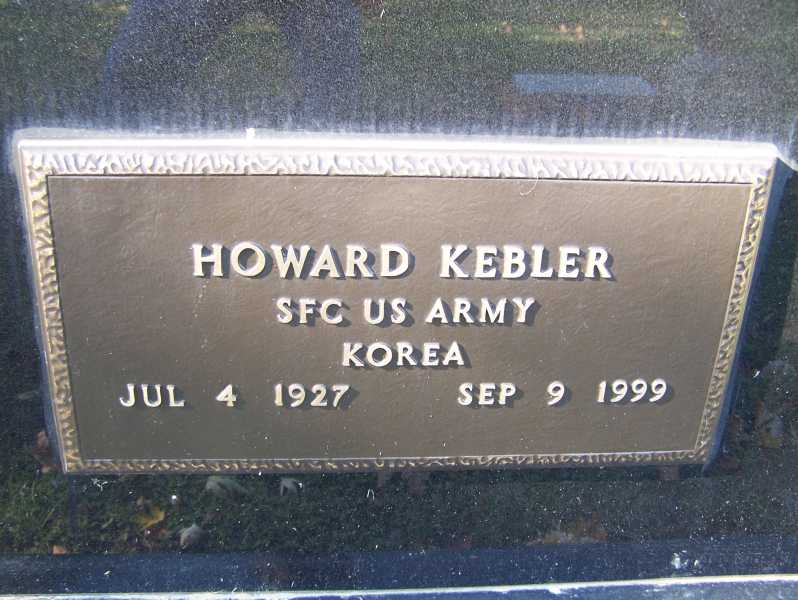 HOWARD KEBLER
SFC US ARMY
KOREA
JUL 4 1927 SEP 9 1999